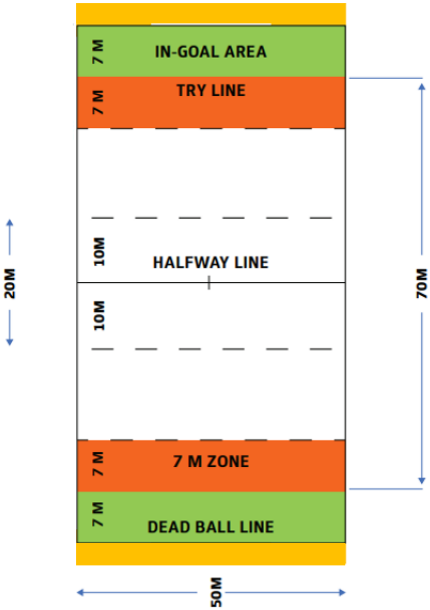 7 M
IN-GOAL AREA
7 M
TRY LINE
10M
HALFWAY LINE
20M
70M
10M
7 M
7 M ZONE
7 M
DEAD BALL LINE
50M